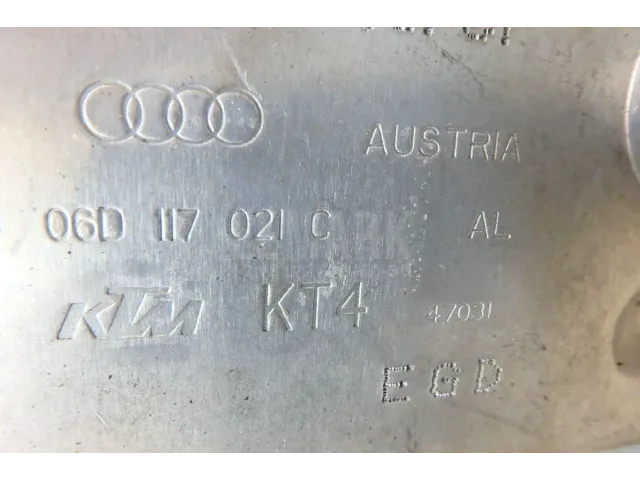 AUSTRIA
06D 117 021 C AL
KTM KT4 47031
EGD